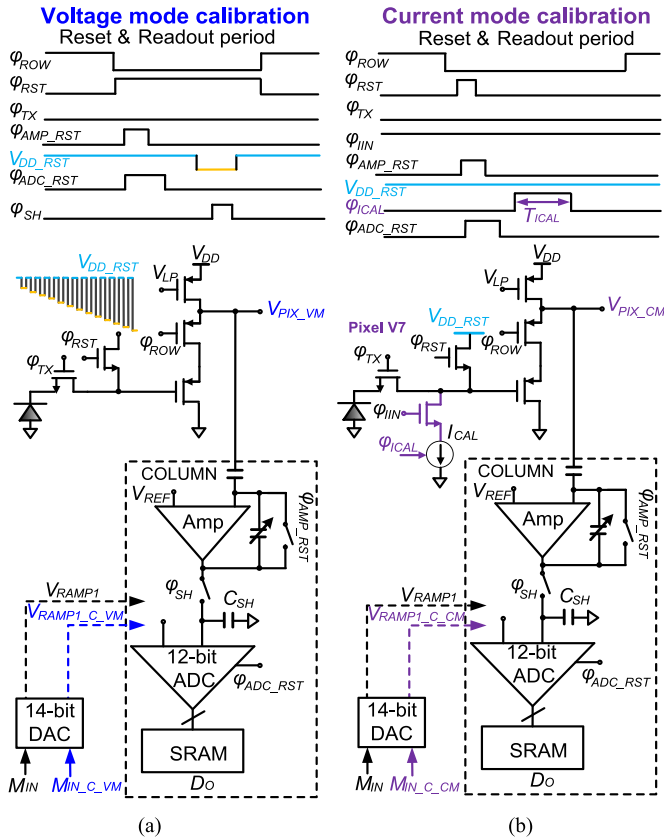 Voltage mode calibration
Reset & Readout period
φROW
φRST
φTX
φAMP_RST
VDD_RST
φADC_RST
φSH
VDD_RST
VDD
VLP
VPIX_VM
φRST
φROW
φTX
COLUMN
VREF
Amp
φAMP_RST
VRAMP1
φSH
VRAMP1_C_VM
CSH
12-bit
ADC
φADC_RST
14-bit
DAC
SRAM
MIN
MIN_C_VM
DO
(a)
Current mode calibration
Reset & Readout period
φROW
φRST
φTX
φIIN
φAMP_RST
VDD_RST
φICAL
TICAL
φADC_RST
VDD
VLP
VPIX_CM
Pixel V7
VDD_RST
φTX
φRST
φROW
φIIN
ICAL
φICAL
COLUMN
VREF
Amp
φAMP_RST
VRAMP1
φSH
VRAMP1_C_CM
CSH
12-bit
ADC
φADC_RST
14-bit
DAC
SRAM
MIN
MIN_C_CM
DO
(b)